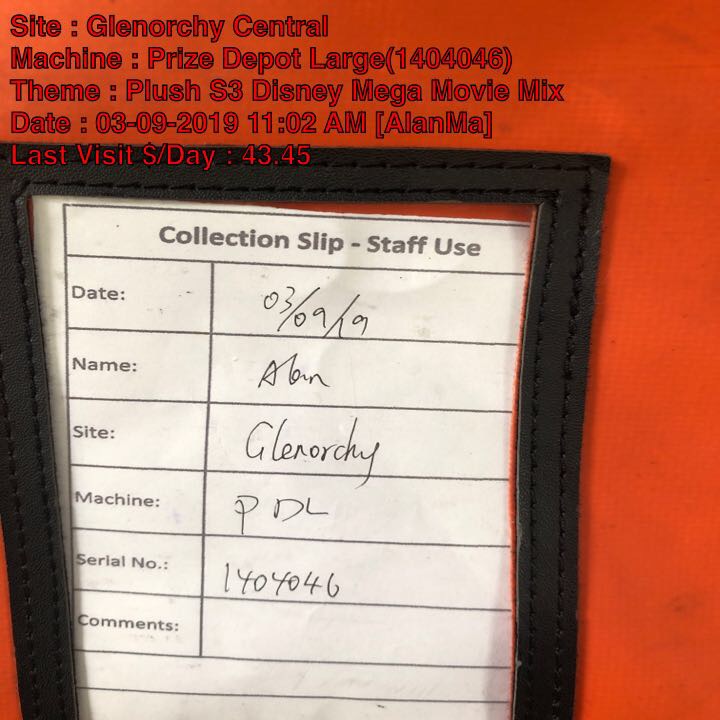 Site : Glenorchy Central
Machine : Prize Depot Large(1404046)
Theme : Plush S3 Disney Mega Movie Mix
Date : 03-09-2019 11:02 AM [AlanMa]
Last Visit $/Day : 43.45
Collection Slip - Staff Use
Date: 03/09/19
Name: Alan
Site: Glenorchy
Machine: PDL
Serial No.: 1404046
Comments: